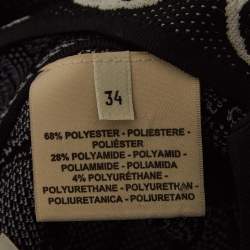 34
68% POLYESTER - POLIESTERE -
POLIÉSTER
28% POLYAMIDE - POLYAMID -
POLIAMMIDE - POLIAMIDA
4% POLYURÉTHANE -
POLYURETHANE - POLYURETHAN -
POLIURETANICA - POLIURETANO